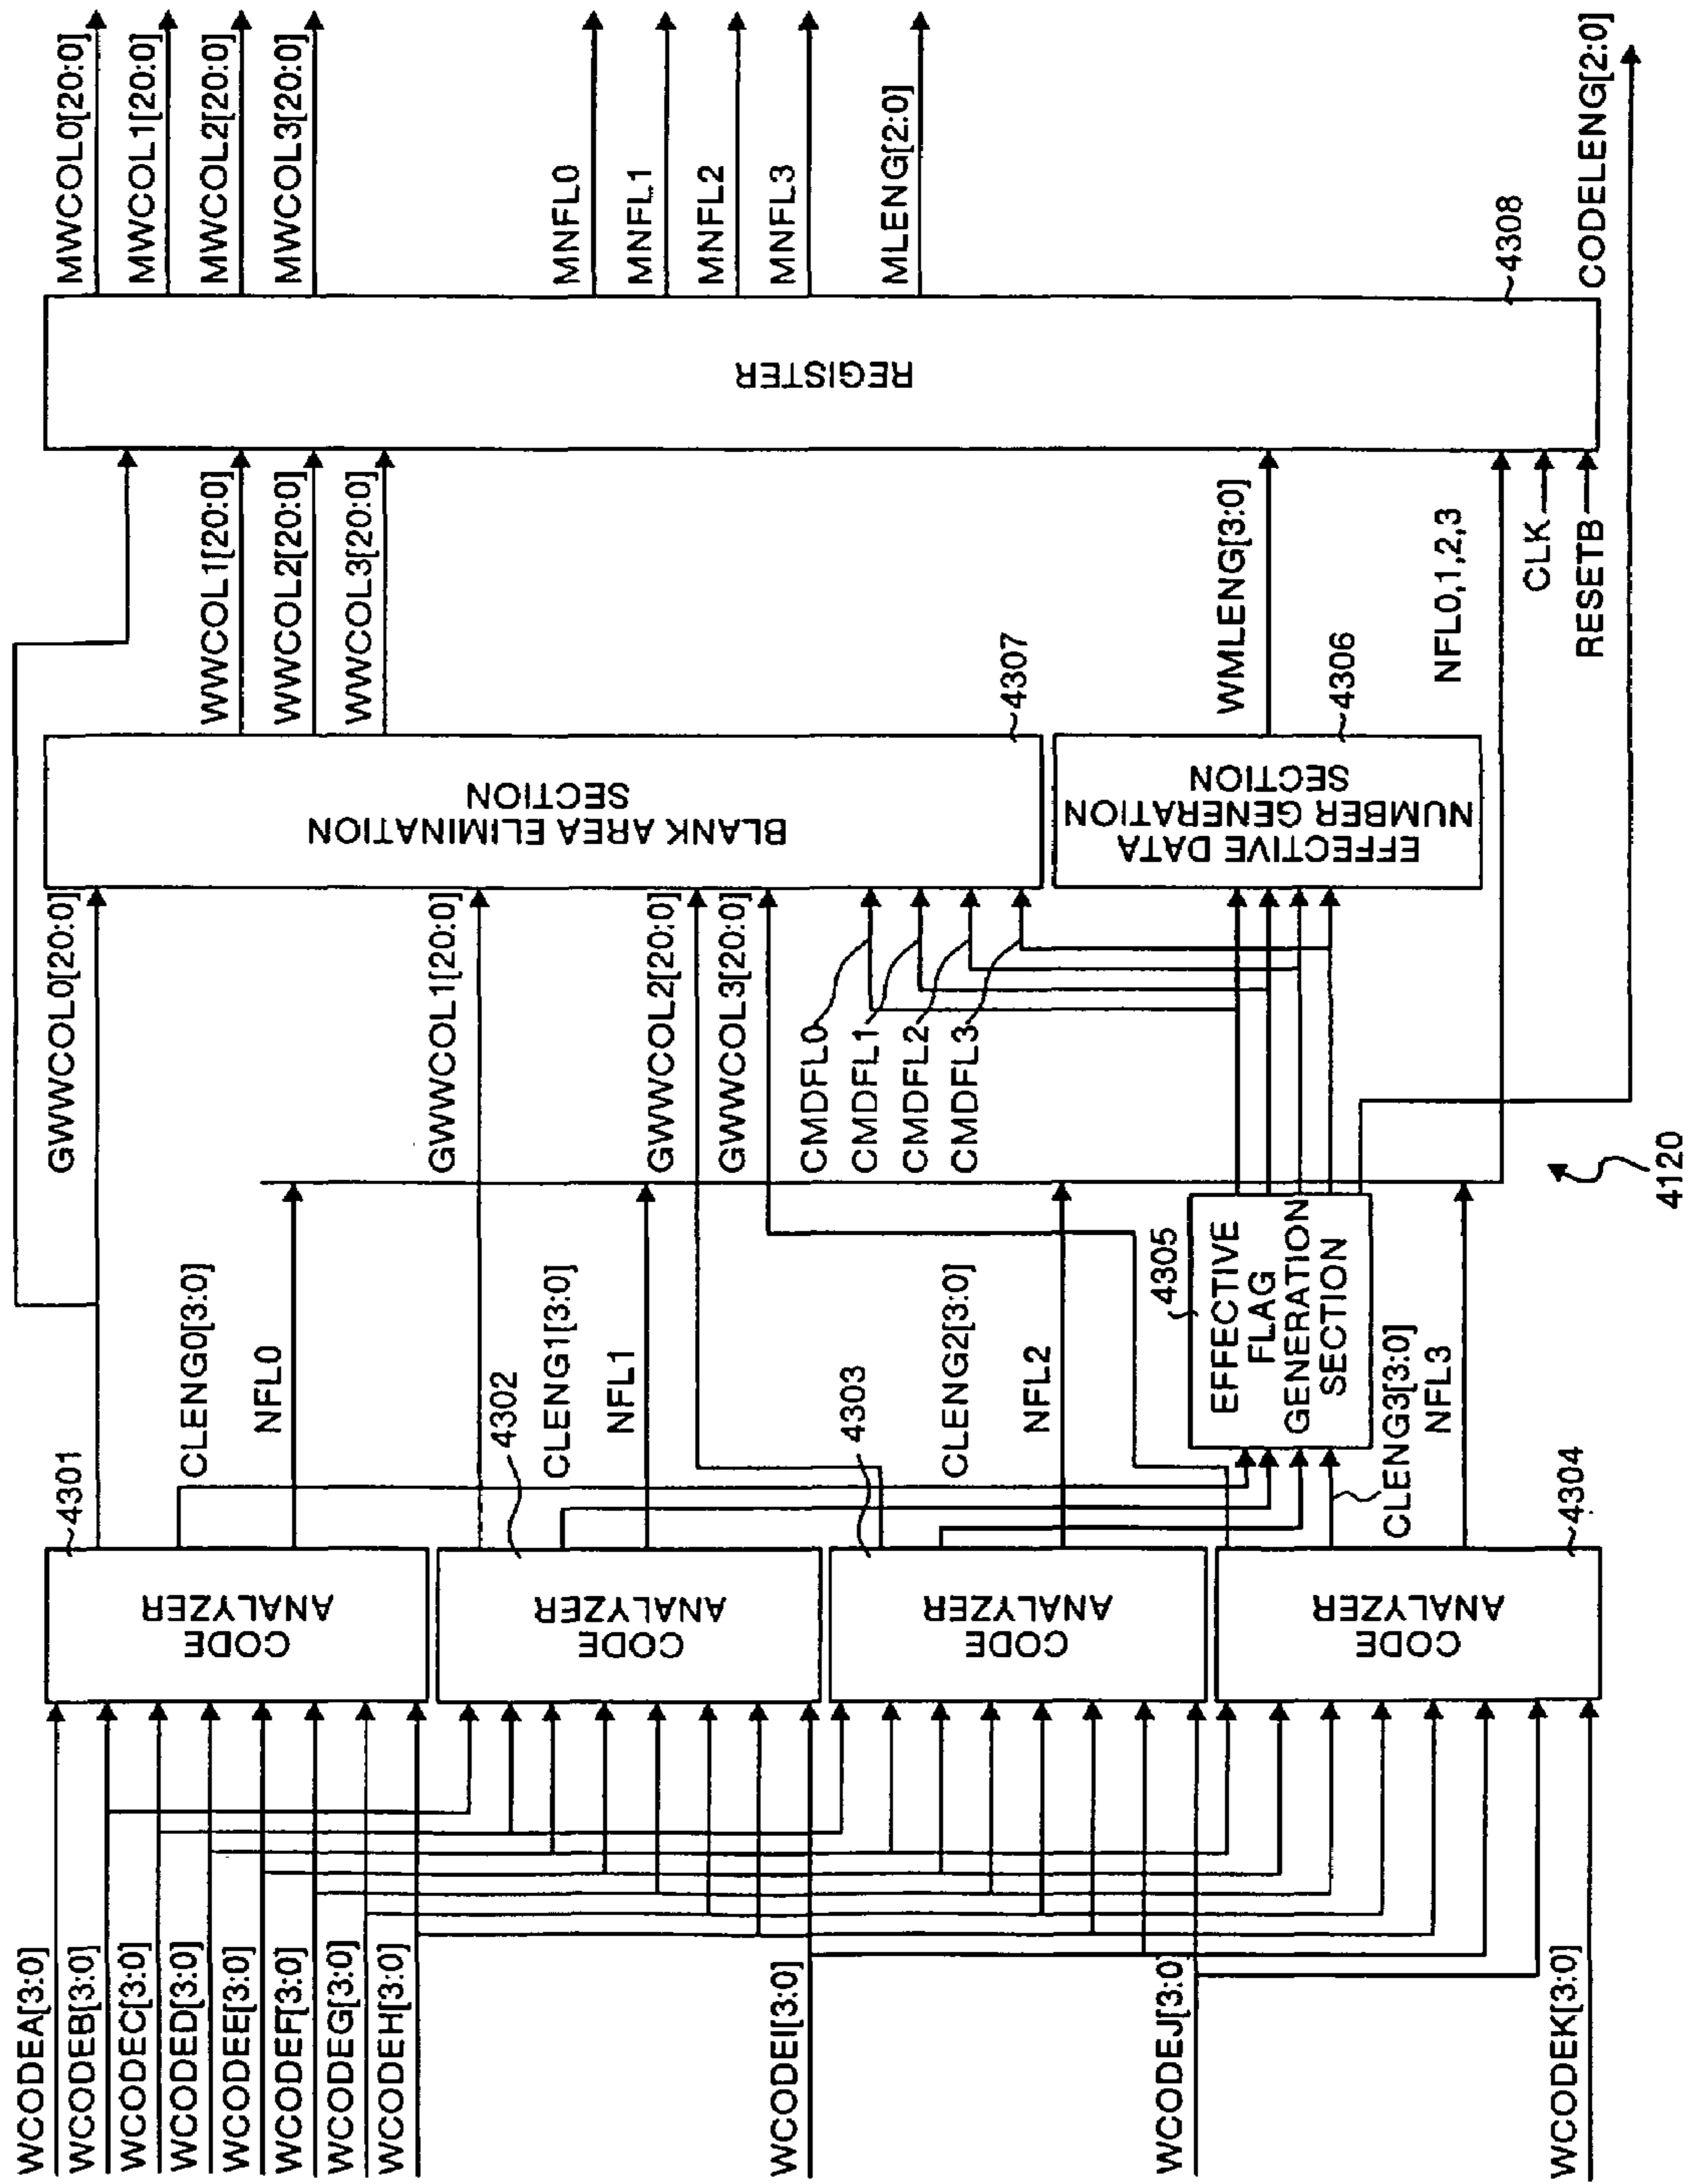 WCODEA[3:0]
WCODEB[3:0]
WCODEC[3:0]
WCODED[3:0]
WCODEE[3:0]
WCODEF[3:0]
WCODEG[3:0]
WCODEH[3:0]
WCODEI[3:0]
WCODEJ[3:0]
WCODEK[3:0]
CODE
ANALYZER
4301
CODE
ANALYZER
4302
CODE
ANALYZER
4303
CODE
ANALYZER
4304
CLENG0[3:0]
NFL0
CLENG1[3:0]
NFL1
CLENG2[3:0]
NFL2
CLENG3[3:0]
NFL3
4305
EFFECTIVE
FLAG
GENERATION
SECTION
GWWCOL0[20:0]
GWWCOL1[20:0]
GWWCOL2[20:0]
GWWCOL3[20:0]
CMDFL0
CMDFL1
CMDFL2
CMDFL3
4120
BLANK AREA ELIMINATION
SECTION
4307
EFFECTIVE DATA
NUMBER GENERATION
SECTION
4306
WWCOL1[20:0]
WWCOL2[20:0]
WWCOL3[20:0]
WMLENG[3:0]
NFL0,1,2,3
CLK
RESETB
REGISTER
4308
MWCOL0[20:0]
MWCOL1[20:0]
MWCOL2[20:0]
MWCOL3[20:0]
MNFL0
MNFL1
MNFL2
MNFL3
MLENG[2:0]
CODELENG[2:0]